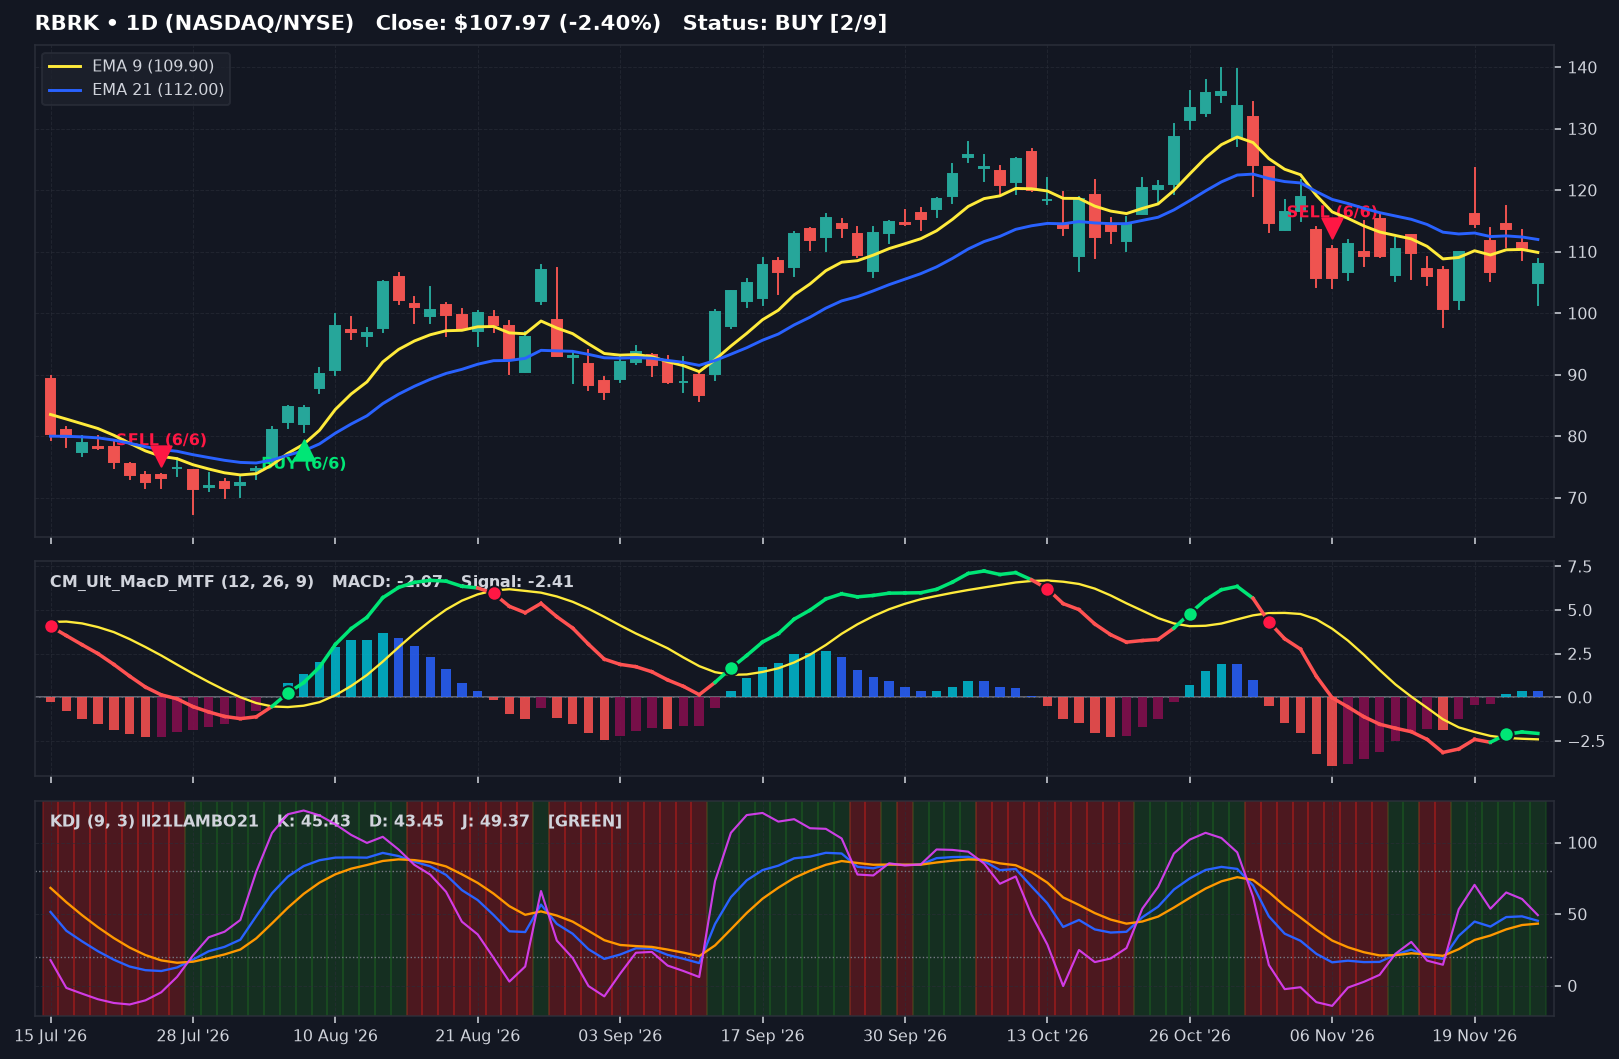 RBRK • 1D (NASDAQ/NYSE)   Close: $107.97 (-2.40%)   Status: BUY [2/9]
EMA 9 (109.90)
EMA 21 (112.00)
140
130
120
110
100
90
80
70
SELL (6/6)
BUY (6/6)
SELL (6/6)
CM_Ult_MacD_MTF (12, 26, 9)   MACD: -2.07   Signal: -2.41
7.5
5.0
2.5
0.0
−2.5
KDJ (9, 3) II21LAMBO21   K: 45.43   D: 43.45   J: 49.37   [GREEN]
100
50
0
15 Jul '26
28 Jul '26
10 Aug '26
21 Aug '26
03 Sep '26
17 Sep '26
30 Sep '26
13 Oct '26
26 Oct '26
06 Nov '26
19 Nov '26